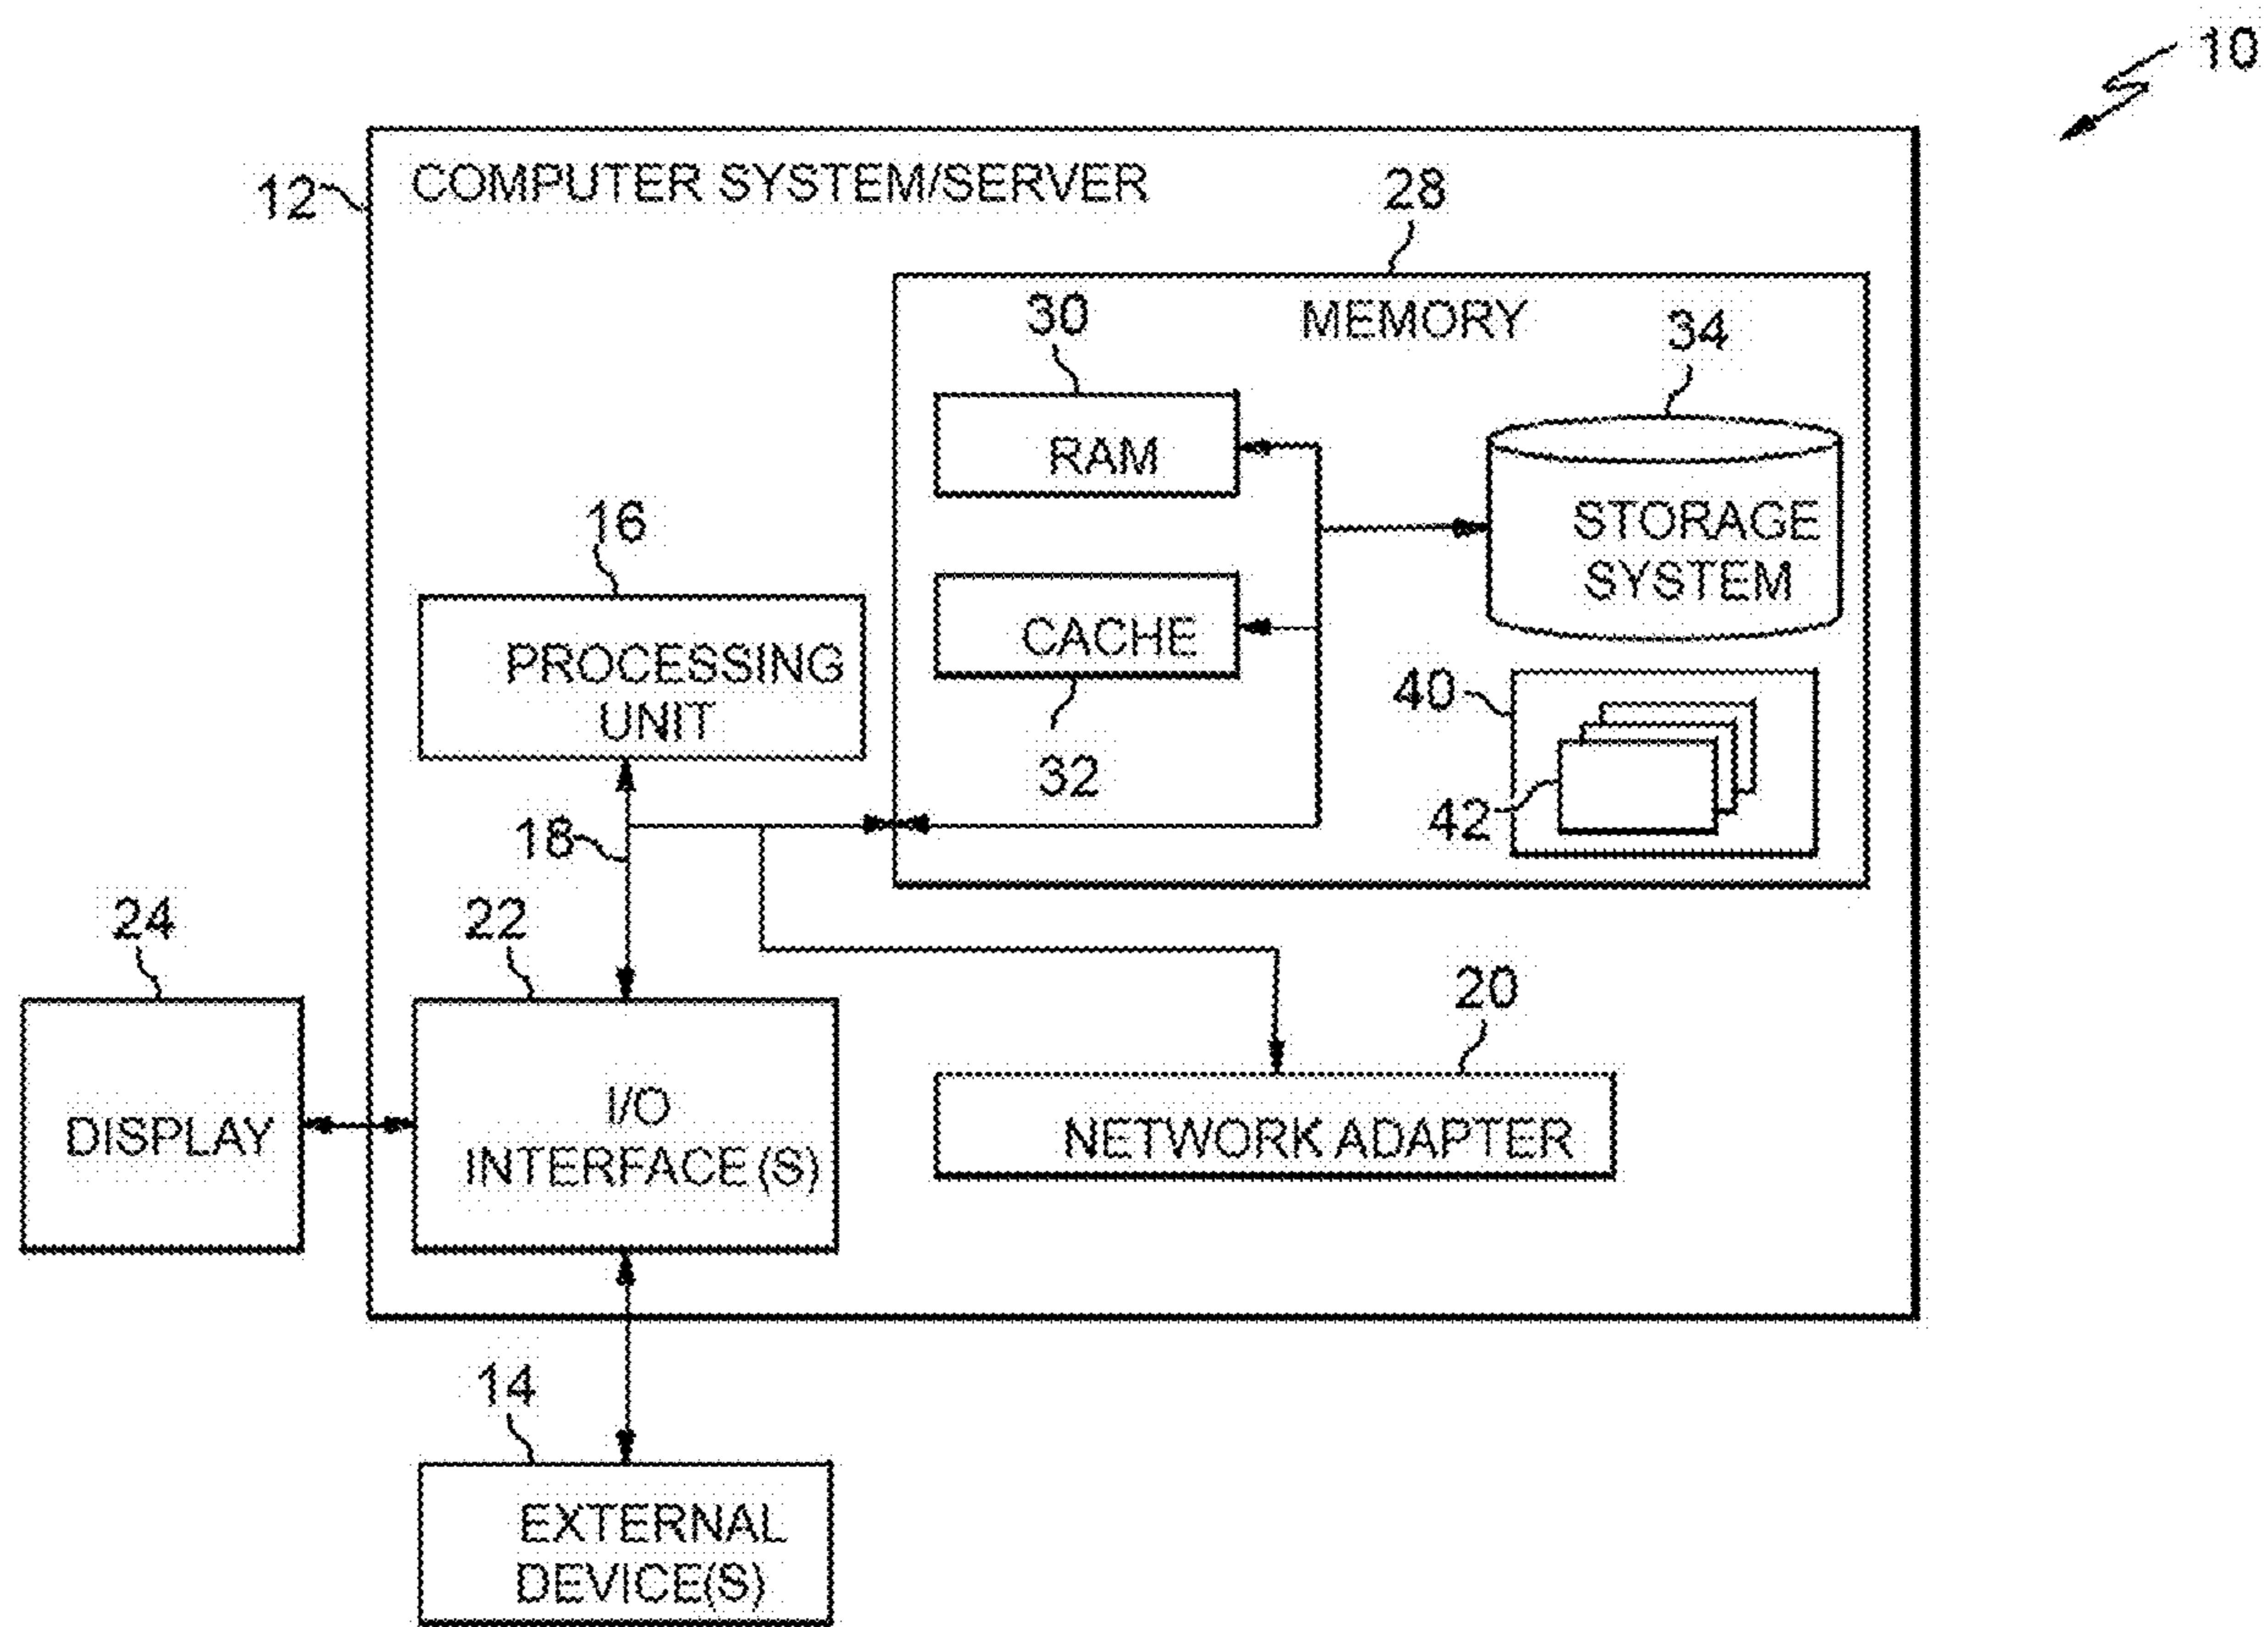 10
12
COMPUTER SYSTEM/SERVER
28
MEMORY
30
34
RAM
STORAGE
SYSTEM
16
PROCESSING
UNIT
CACHE
32
40
42
18
24
22
20
DISPLAY
I/O
INTERFACE(S)
NETWORK ADAPTER
14
EXTERNAL
DEVICE(S)